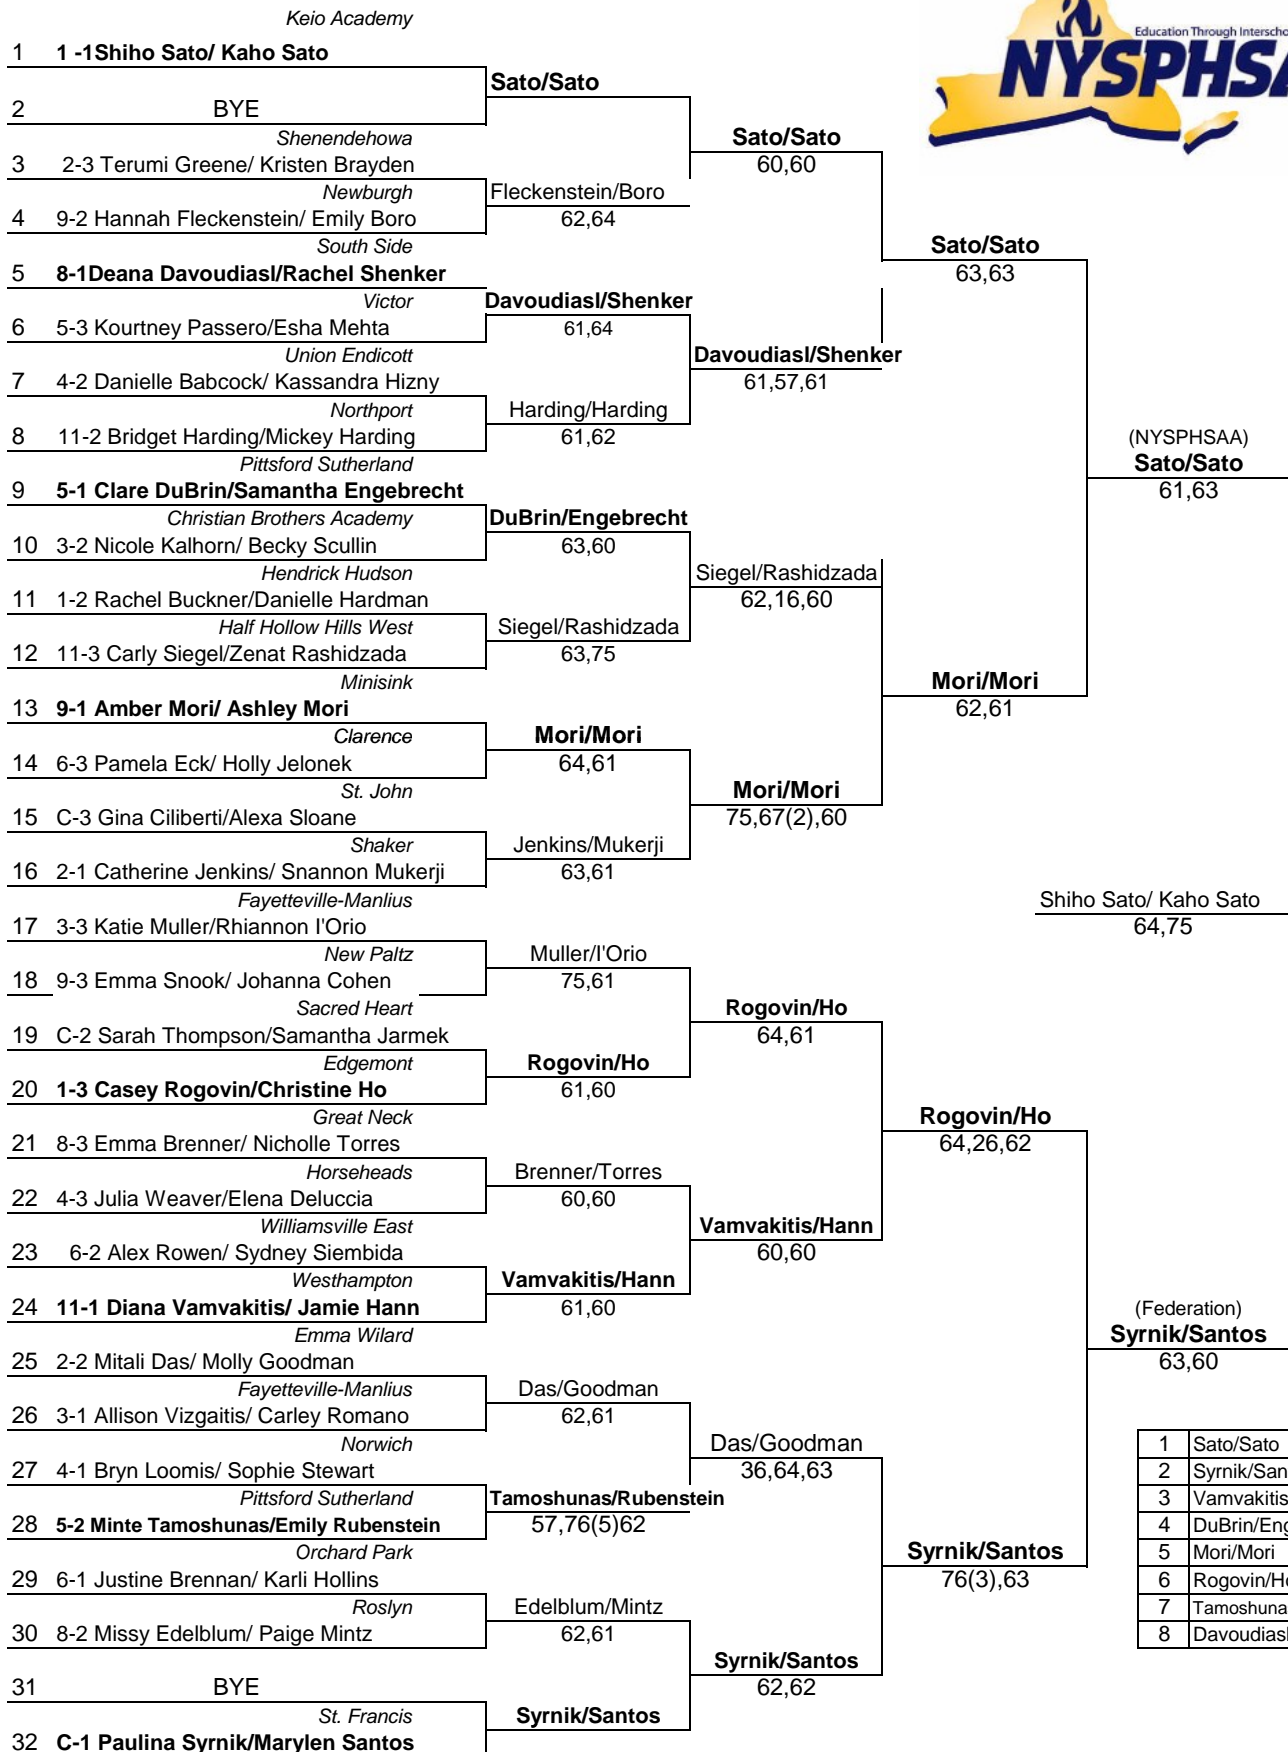 Keio Academy
Education Through Interscho
NYSPHSA
1 1 -1Shiho Sato/ Kaho Sato
Sato/Sato
2 BYE
Shenendehowa
Sato/Sato
3 2-3 Terumi Greene/ Kristen Brayden
60,60
Newburgh
Fleckenstein/Boro
4 9-2 Hannah Fleckenstein/ Emily Boro
62,64
South Side
Sato/Sato
5 8-1Deana Davoudiasl/Rachel Shenker
63,63
Victor
Davoudiasl/Shenker
6 5-3 Kourtney Passero/Esha Mehta
61,64
Union Endicott
Davoudiasl/Shenker
7 4-2 Danielle Babcock/ Kassandra Hizny
61,57,61
Northport
Harding/Harding
8 11-2 Bridget Harding/Mickey Harding
61,62
(NYSPHSAA)
Pittsford Sutherland
Sato/Sato
9 5-1 Clare DuBrin/Samantha Engebrecht
61,63
Christian Brothers Academy
DuBrin/Engebrecht
10 3-2 Nicole Kalhorn/ Becky Scullin
63,60
Hendrick Hudson
Siegel/Rashidzada
11 1-2 Rachel Buckner/Danielle Hardman
62,16,60
Half Hollow Hills West
Siegel/Rashidzada
12 11-3 Carly Siegel/Zenat Rashidzada
63,75
Minisink
Mori/Mori
13 9-1 Amber Mori/ Ashley Mori
62,61
Clarence
Mori/Mori
14 6-3 Pamela Eck/ Holly Jelonek
64,61
St. John
Mori/Mori
15 C-3 Gina Ciliberti/Alexa Sloane
75,67(2),60
Shaker
Jenkins/Mukerji
16 2-1 Catherine Jenkins/ Snannon Mukerji
63,61
Fayetteville-Manlius
Shiho Sato/ Kaho Sato
17 3-3 Katie Muller/Rhiannon I'Orio
64,75
New Paltz
Muller/I'Orio
18 9-3 Emma Snook/ Johanna Cohen
75,61
Sacred Heart
Rogovin/Ho
19 C-2 Sarah Thompson/Samantha Jarmek
64,61
Edgemont
Rogovin/Ho
20 1-3 Casey Rogovin/Christine Ho
61,60
Great Neck
Rogovin/Ho
21 8-3 Emma Brenner/ Nicholle Torres
64,26,62
Horseheads
Brenner/Torres
22 4-3 Julia Weaver/Elena Deluccia
60,60
Williamsville East
Vamvakitis/Hann
23 6-2 Alex Rowen/ Sydney Siembida
60,60
Westhampton
Vamvakitis/Hann
24 11-1 Diana Vamvakitis/ Jamie Hann
61,60
(Federation)
Emma Wilard
Syrnik/Santos
25 2-2 Mitali Das/ Molly Goodman
63,60
Fayetteville-Manlius
Das/Goodman
26 3-1 Allison Vizgaitis/ Carley Romano
62,61
Norwich
Das/Goodman
1 Sato/Sato
27 4-1 Bryn Loomis/ Sophie Stewart
36,64,63
2 Syrnik/San
Pittsford Sutherland
Tamoshunas/Rubenstein
3 Vamvakitis
28 5-2 Minte Tamoshunas/Emily Rubenstein
57,76(5)62
4 DuBrin/Eng
Orchard Park
Syrnik/Santos
5 Mori/Mori
29 6-1 Justine Brennan/ Karli Hollins
76(3),63
6 Rogovin/Ho
Roslyn
Edelblum/Mintz
7 Tamoshuna
30 8-2 Missy Edelblum/ Paige Mintz
62,61
8 Davoudiasl
Syrnik/Santos
31 BYE
62,62
St. Francis
Syrnik/Santos
32 C-1 Paulina Syrnik/Marylen Santos